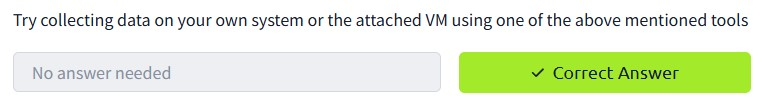 Try collecting data on your own system or the attached VM using one of the above mentioned tools
No answer needed
✓ Correct Answer